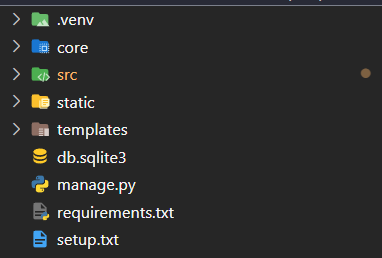 .venv
core
src
static
templates
db.sqlite3
manage.py
requirements.txt
setup.txt